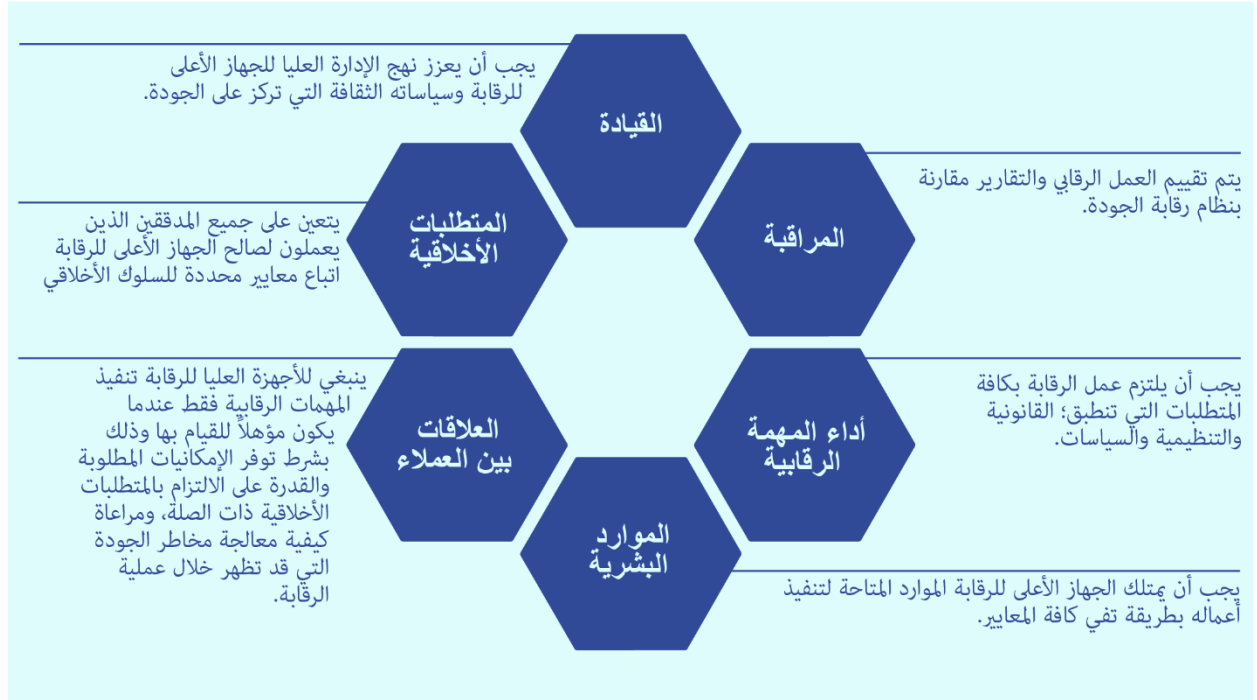 القيادة
يجب أن يعزز نهج الإدارة العليا للجهاز الأعلى
للرقابة وسياساته الثقافة التي تركز على الجودة.
المراقبة
يتم تقييم العمل الرقابي والتقارير مقارنة
بنظام رقابة الجودة.
المتطلبات
الأخلاقية
يتعين على جميع المدققين الذين
يعملون لصالح الجهاز الأعلى للرقابة
اتباع معايير محددة للسلوك الأخلاقي
أداء المهمة
الرقابية
يجب أن يلتزم عمل الرقابة بكافة
المتطلبات التي تنطبق؛ القانونية
والتنظيمية والسياسات.
العلاقات
بين العملاء
ينبغي للأجهزة العليا للرقابة تنفيذ
المهمات الرقابية فقط عندما
يكون مؤهلاً للقيام بها وذلك
بشرط توفر الإمكانيات المطلوبة
والقدرة على الالتزام بالمتطلبات
الأخلاقية ذات الصلة، ومراعاة
كيفية معالجة مخاطر الجودة
التي قد تظهر خلال عملية
الرقابة.
الموارد
البشرية
يجب أن يمتلك الجهاز الأعلى للرقابة الموارد المتاحة لتنفيذ
أعماله بطريقة تفي كافة المعايير.